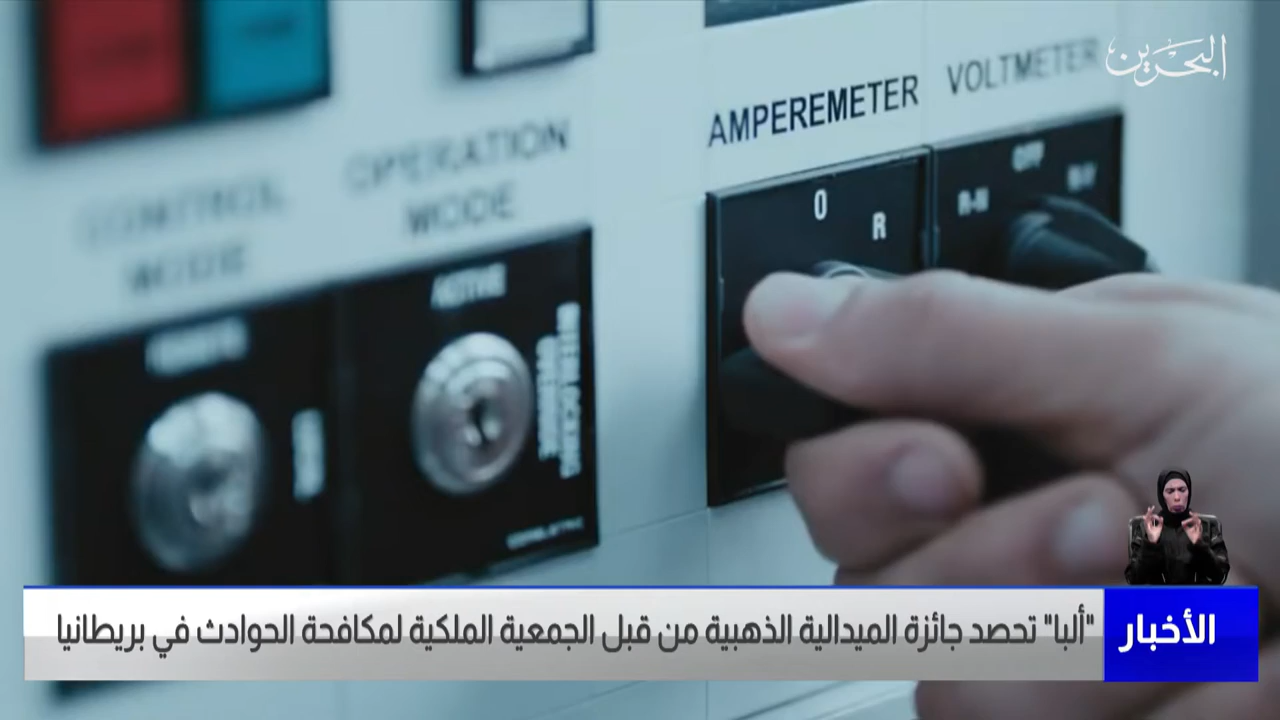 البحرين
AMPEREMETER
VOLTMETER
OPERATION
MODE
CONTROL
MODE
OFF
O
R
R-N
ACTIVE
الأخبار
"ألبا" تحصد جائزة الميدالية الذهبية من قبل الجمعية الملكية لمكافحة الحوادث في بريطانيا